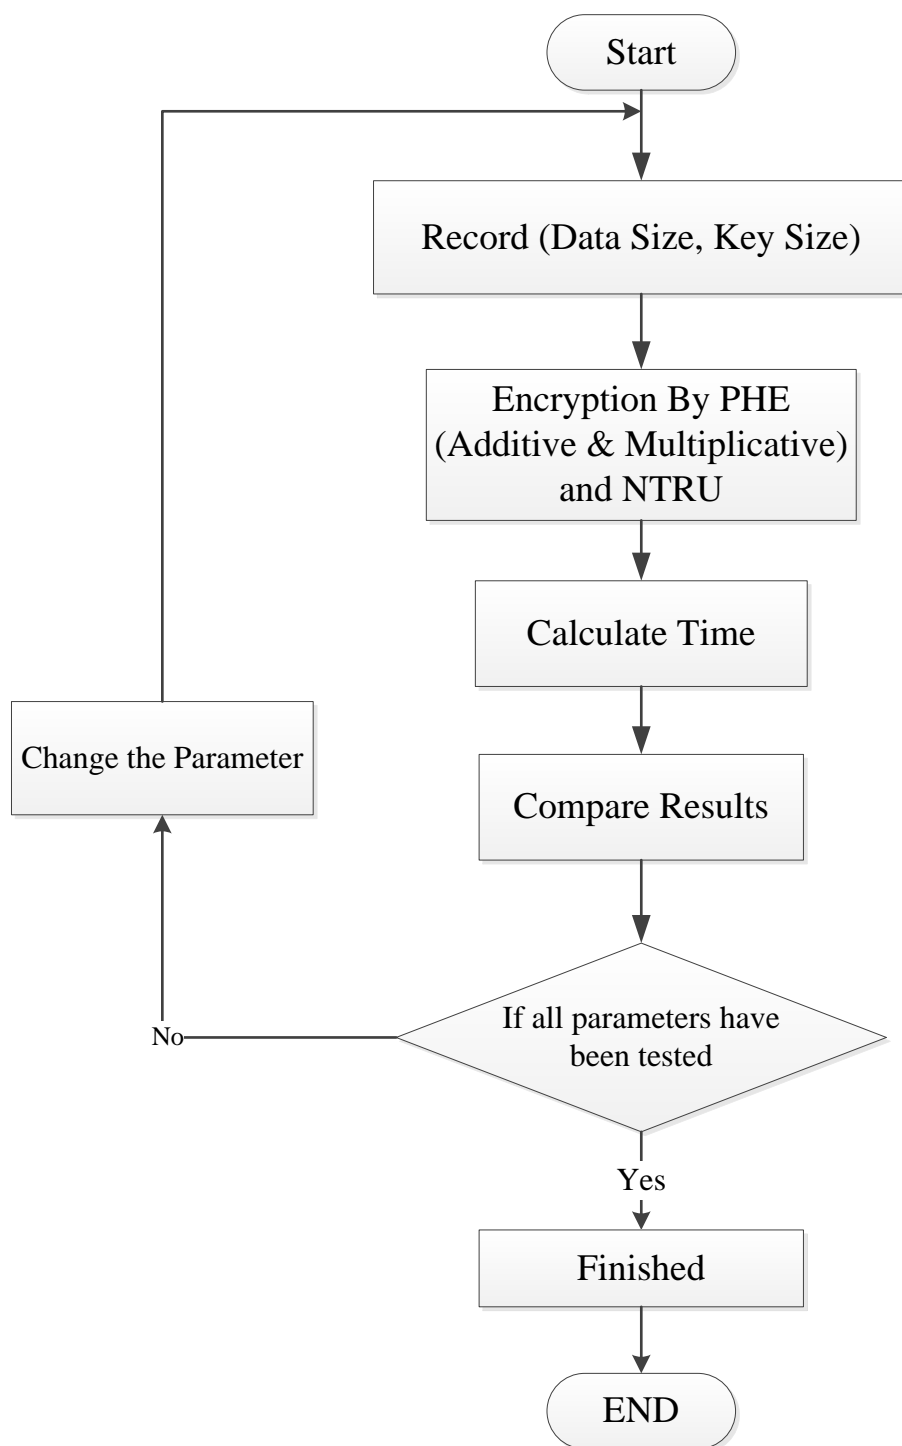 Start
Record (Data Size, Key Size)
Encryption By PHE
(Additive & Multiplicative)
and NTRU
Calculate Time
Change the Parameter
Compare Results
If all parameters have
been tested
No
Yes
Finished
END